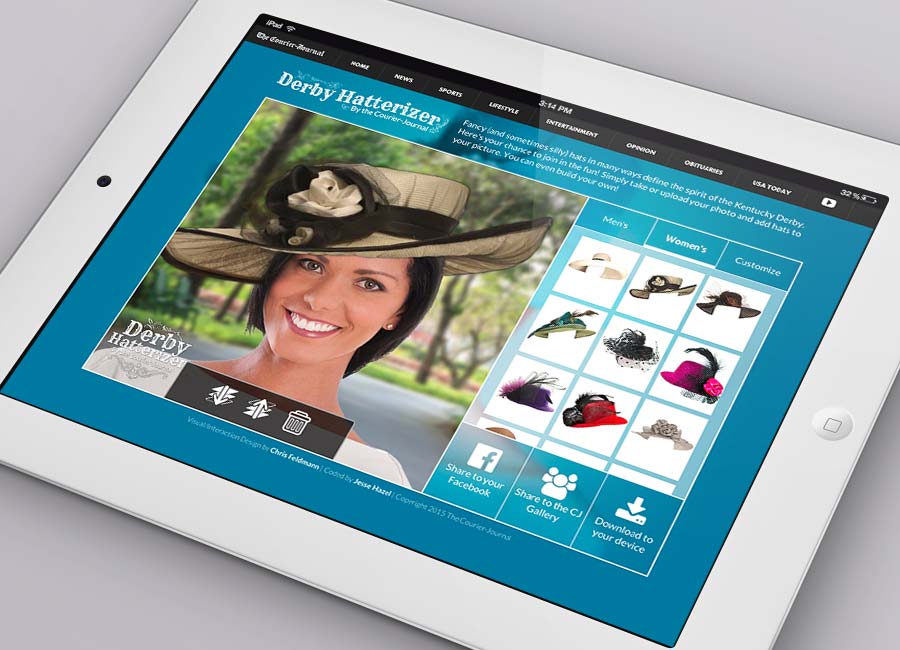 iPad
3:14 PM
32 %
The Courier-Journal
HOME
NEWS
SPORTS
LIFESTYLE
ENTERTAINMENT
OPINION
OBITUARIES
USA TODAY
Derby Hatterizer
By the Courier-Journal
Fancy (and sometimes silly) hats in many ways define the spirit of the Kentucky Derby.
Here's your chance to join in the fun! Simply take or upload your photo and add hats to
your picture. You can even build your own!
Men's
Women's
Customize
Derby
Hatterizer
Share to your
Facebook
Share to the CJ
Gallery
Download to
your device
Visual/Interaction Design by Chris Feldmann | Coded by Jesse Hazel | Copyright 2015 The Courier-Journal